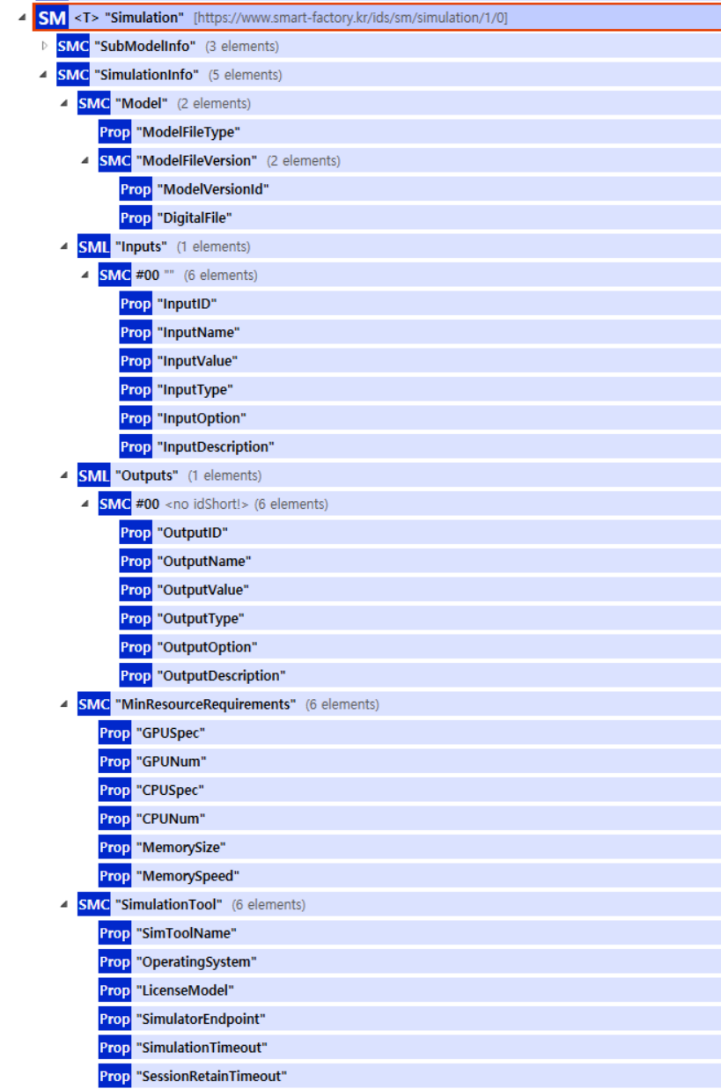 SM <T> "Simulation" [https://www.smart-factory.kr/ids/sm/simulation/1/0]
SMC "SubModelInfo" (3 elements)
SMC "SimulationInfo" (5 elements)
SMC "Model" (2 elements)
Prop "ModelFileType"
SMC "ModelFileVersion" (2 elements)
Prop "ModelVersionId"
Prop "DigitalFile"
SML "Inputs" (1 elements)
SMC #00 "" (6 elements)
Prop "InputID"
Prop "InputName"
Prop "InputValue"
Prop "InputType"
Prop "InputOption"
Prop "InputDescription"
SML "Outputs" (1 elements)
SMC #00 <no idShort!> (6 elements)
Prop "OutputID"
Prop "OutputName"
Prop "OutputValue"
Prop "OutputType"
Prop "OutputOption"
Prop "OutputDescription"
SMC "MinResourceRequirements" (6 elements)
Prop "GPUSpec"
Prop "GPUNum"
Prop "CPUSpec"
Prop "CPUNum"
Prop "MemorySize"
Prop "MemorySpeed"
SMC "SimulationTool" (6 elements)
Prop "SimToolName"
Prop "OperatingSystem"
Prop "LicenseModel"
Prop "SimulatorEndpoint"
Prop "SimulationTimeout"
Prop "SessionRetainTimeout"